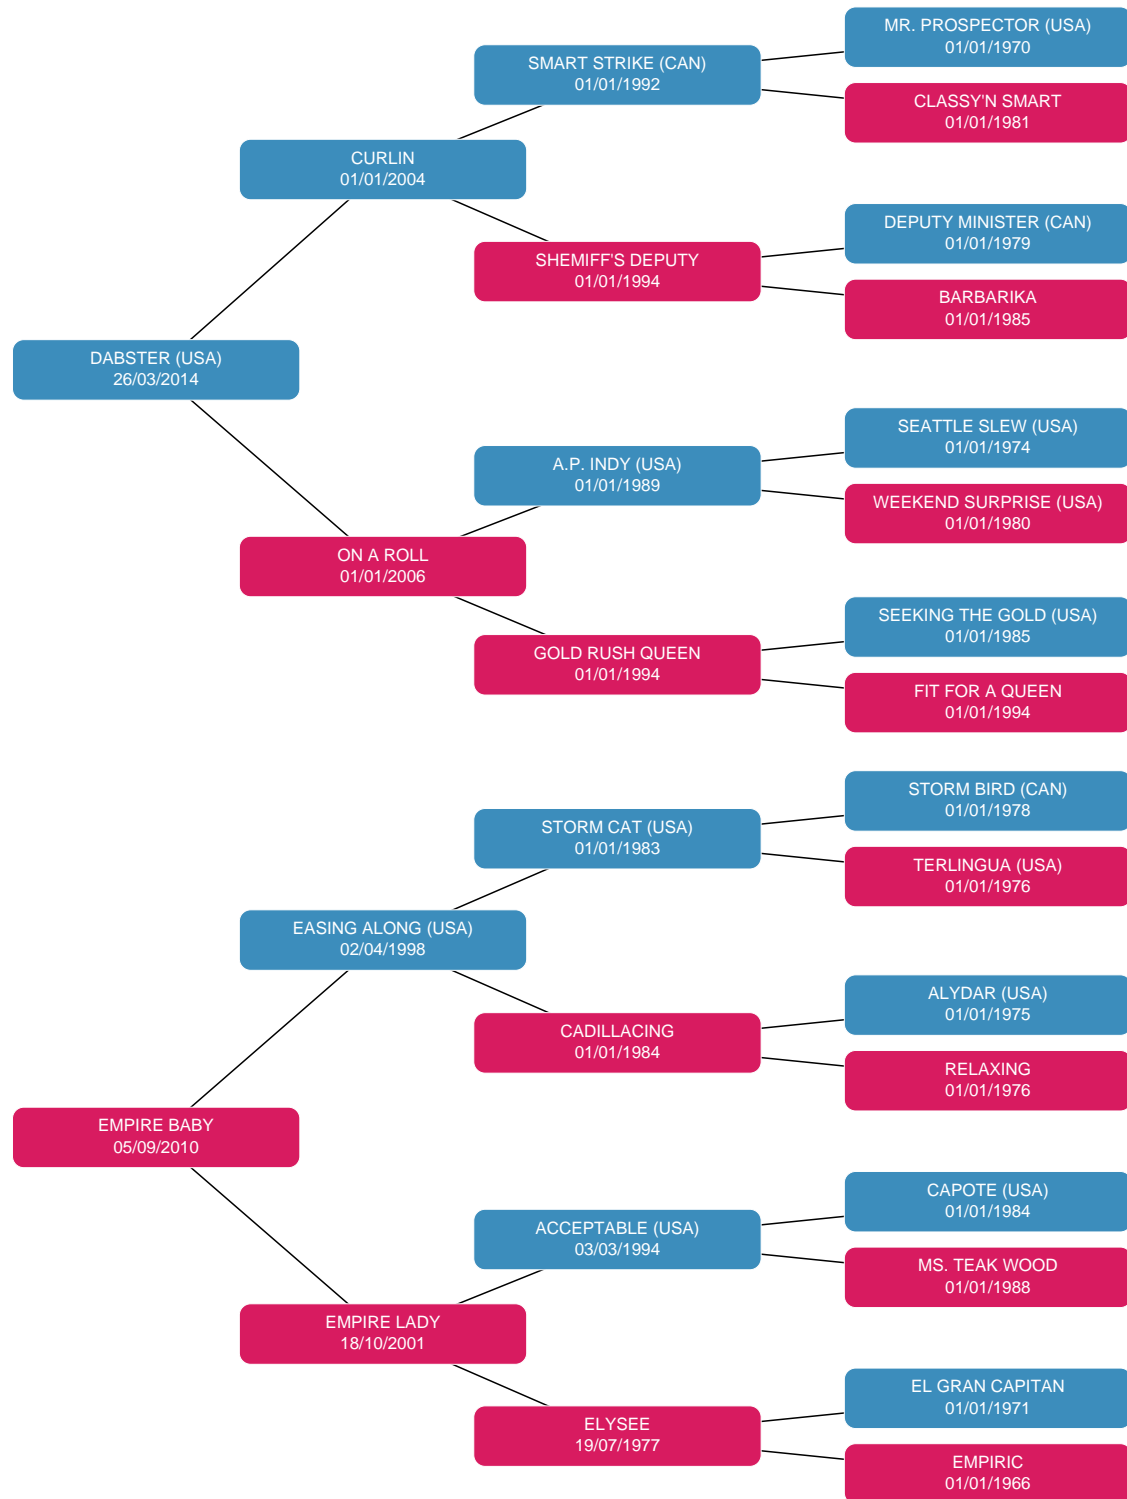 MR. PROSPECTOR (USA)
01/01/1970
SMART STRIKE (CAN)
01/01/1992
CLASSY'N SMART
01/01/1981
CURLIN
01/01/2004
DEPUTY MINISTER (CAN)
01/01/1979
SHEMIFF'S DEPUTY
01/01/1994
BARBARIKA
01/01/1985
DABSTER (USA)
26/03/2014
SEATTLE SLEW (USA)
01/01/1974
A.P. INDY (USA)
01/01/1989
WEEKEND SURPRISE (USA)
01/01/1980
ON A ROLL
01/01/2006
SEEKING THE GOLD (USA)
01/01/1985
GOLD RUSH QUEEN
01/01/1994
FIT FOR A QUEEN
01/01/1994
STORM BIRD (CAN)
01/01/1978
STORM CAT (USA)
01/01/1983
TERLINGUA (USA)
01/01/1976
EASING ALONG (USA)
02/04/1998
ALYDAR (USA)
01/01/1975
CADILLACING
01/01/1984
RELAXING
01/01/1976
EMPIRE BABY
05/09/2010
CAPOTE (USA)
01/01/1984
ACCEPTABLE (USA)
03/03/1994
MS. TEAK WOOD
01/01/1988
EMPIRE LADY
18/10/2001
EL GRAN CAPITAN
01/01/1971
ELYSEE
19/07/1977
EMPIRIC
01/01/1966